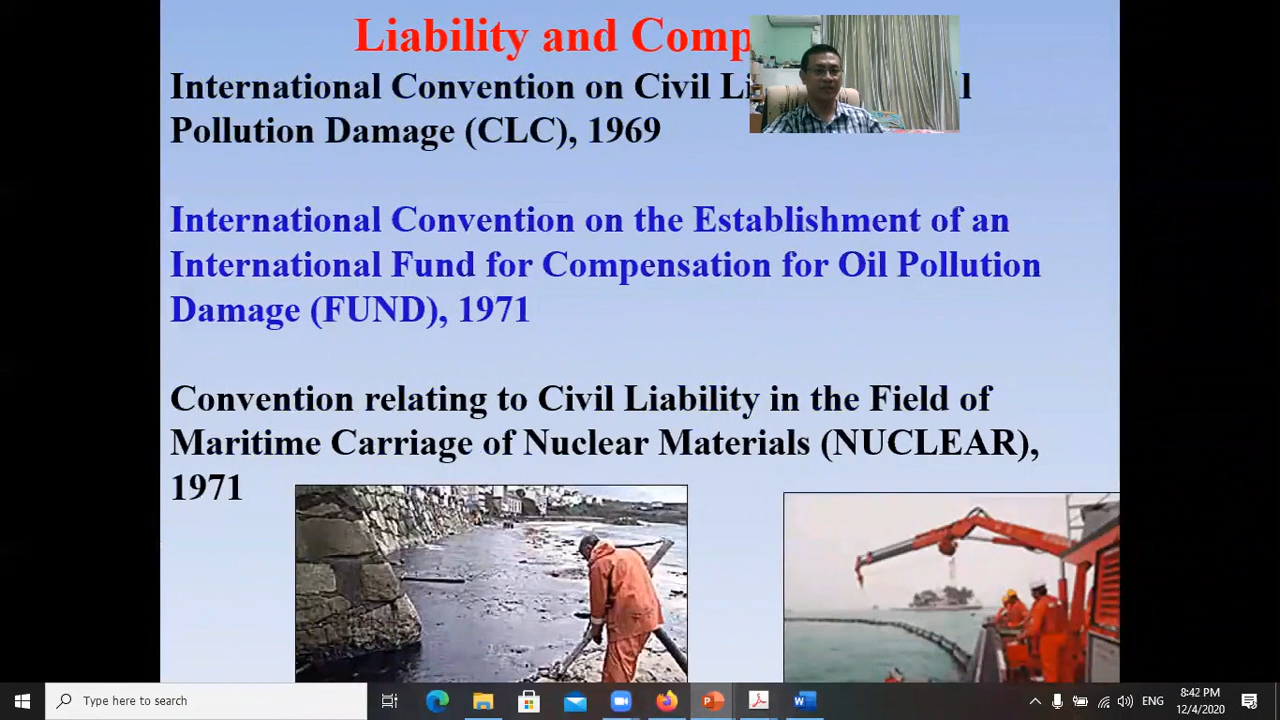 Liability and Comp
International Convention on Civil Li l
Pollution Damage (CLC), 1969
International Convention on the Establishment of an
International Fund for Compensation for Oil Pollution
Damage (FUND), 1971
Convention relating to Civil Liability in the Field of
Maritime Carriage of Nuclear Materials (NUCLEAR),
1971
Type here to search
ENG
8:42 PM
12/4/2020